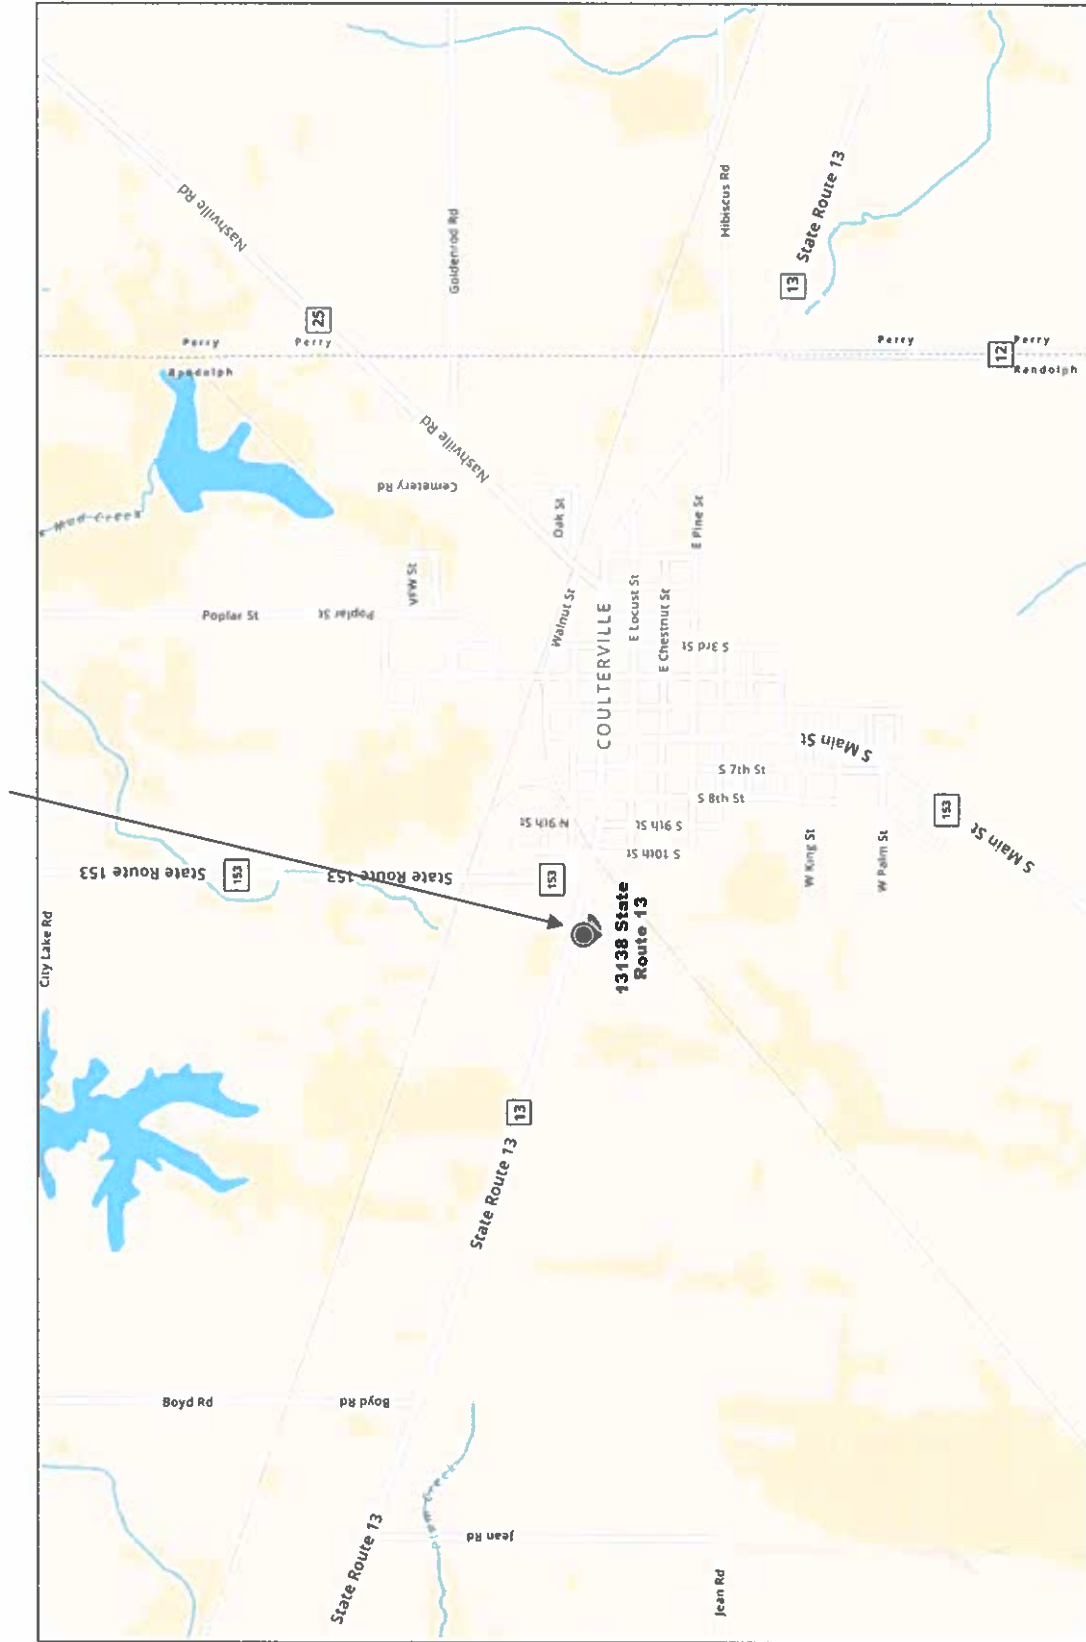 City Lake Rd
Nashville Rd
25
Perry
Perry
Randolph
Goldenrod Rd
Hibiscus Rd
State Route 13
13
Perry
Perry
12
Randolph
Mud Creek
Nashville Rd
Cemetery Rd
Oak St
E Pine St
VFW St
Poplar St
Poplar St
Walnut St
COULTERVILLE
E Locust St
E Chestnut St
S 3rd St
S Main St
S 7th St
S 8th St
N 9th St
S 9th St
S 10th St
W King St
W Palm St
153
S Main St
State Route 153
153
State Route 153
153
13138 State
Route 13
13
State Route 13
Boyd Rd
Boyd Rd
State Route 13
Jean Rd
Jean Rd